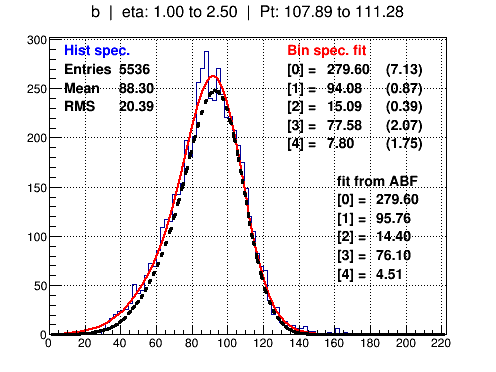 b | eta: 1.00 to 2.50 | Pt: 107.89 to 111.28
Hist spec.
Entries 5536
Mean 88.30
RMS 20.39
Bin spec. fit
[0] = 279.60 (7.13)
[1] = 94.08 (0.87)
[2] = 15.09 (0.39)
[3] = 77.58 (2.07)
[4] = 7.80 (1.75)
fit from ABF
[0] = 279.60
[1] = 95.76
[2] = 14.40
[3] = 76.10
[4] = 4.51
300
250
200
150
100
50
0
0 20 40 60 80 100 120 140 160 180 200 220